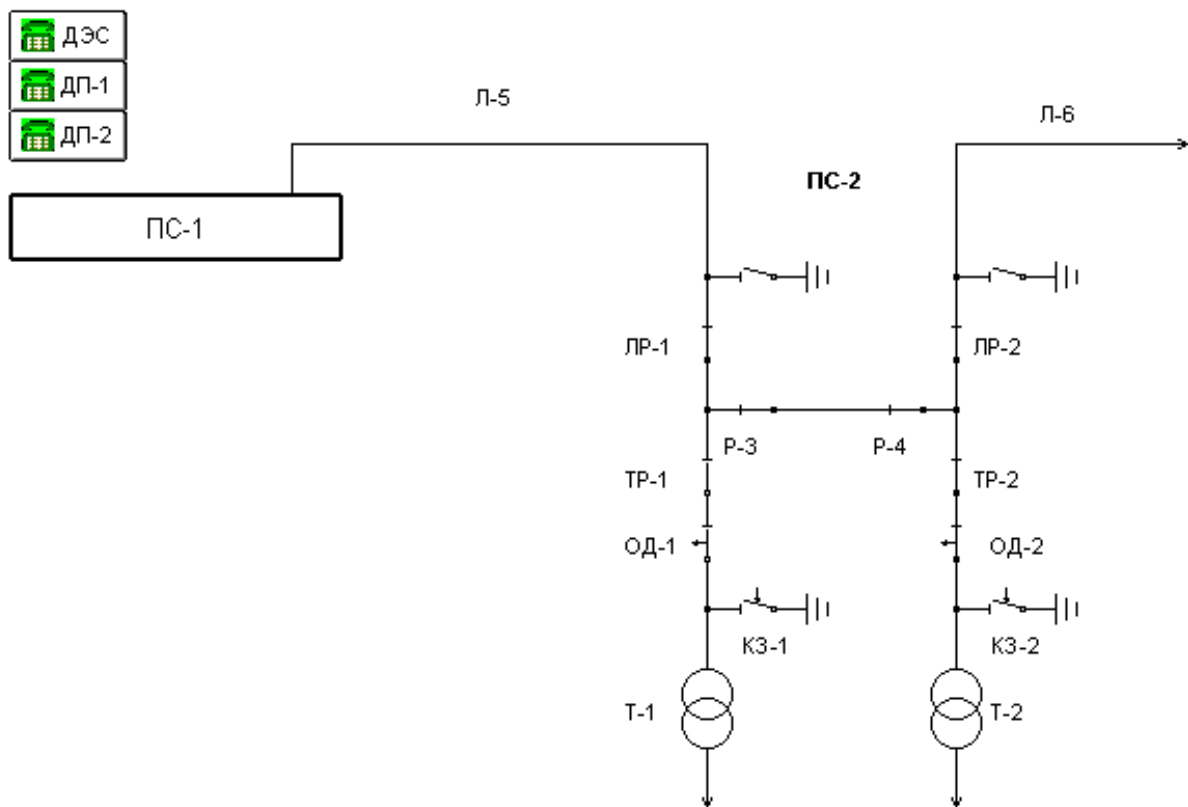 ДЭС
ДП-1
ДП-2
Л-5
Л-6
ПС-2
ПС-1
ЛР-1
ЛР-2
Р-3
Р-4
ТР-1
ТР-2
ОД-1
ОД-2
КЗ-1
КЗ-2
Т-1
Т-2